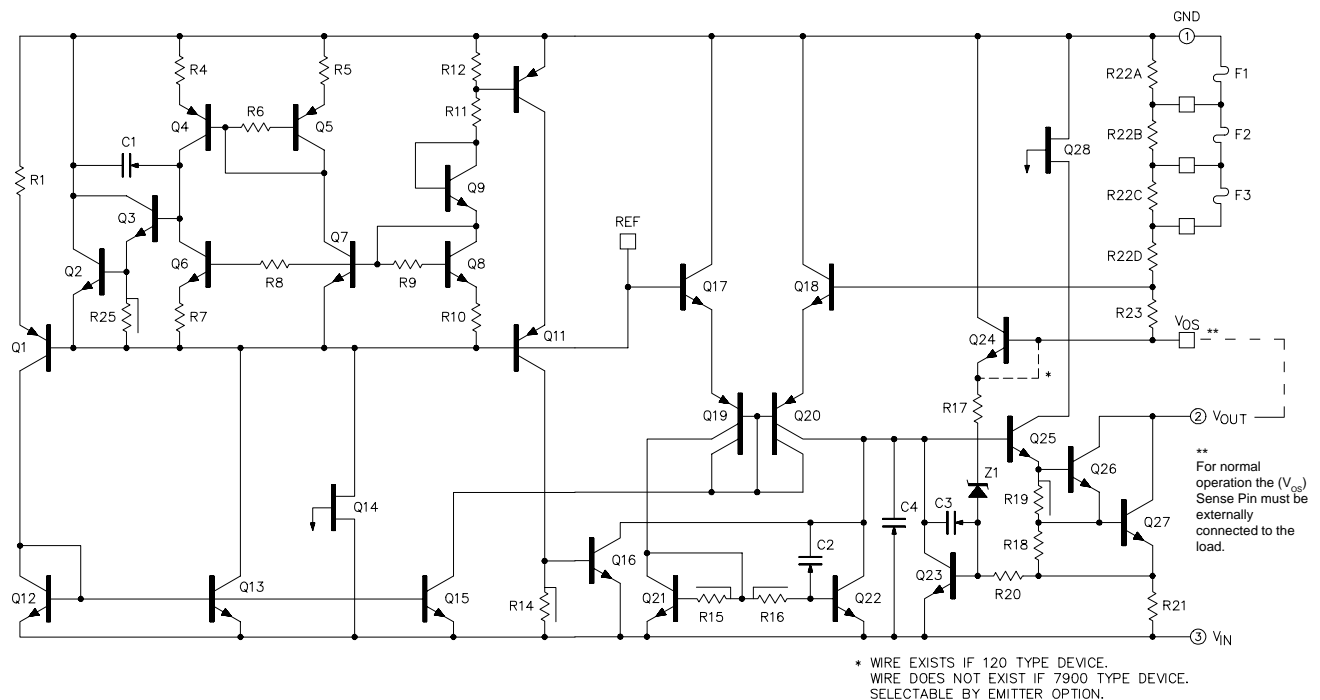 GND
1
R4
R5
R12
R22A
F1
R6
R11
Q4
Q5
C1
R22B
F2
Q28
R1
Q9
R22C
F3
Q3
REF
Q7
Q2
Q6
R8
R9
Q8
R22D
Q17
Q18
R25
R7
R10
R23
Q1
Q11
Q24
VOS
**
*
Q19
Q20
R17
2 VOUT
Q25
**
For normal
operation the (VOS)
Sense Pin must be
externally
connected to the
load.
Q26
Z1
Q14
C4
C3
R19
Q27
Q16
C2
R18
Q12
Q13
Q15
R14
Q21
R15
R16
Q22
Q23
R20
R21
3 VIN
* WIRE EXISTS IF 120 TYPE DEVICE.
WIRE DOES NOT EXIST IF 7900 TYPE DEVICE.
SELECTABLE BY EMITTER OPTION.